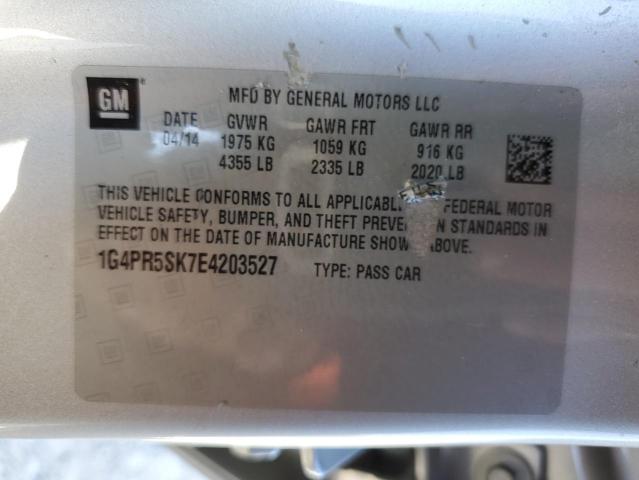 GM
MFD BY GENERAL MOTORS LLC
DATE GVWR GAWR FRT GAWR RR
04/14 1975 KG 1059 KG 916 KG
4355 LB 2335 LB 2020 LB
THIS VEHICLE CONFORMS TO ALL APPLICABL FEDERAL MOTOR
VEHICLE SAFETY, BUMPER, AND THEFT PREVE ON STANDARDS IN
EFFECT ON THE DATE OF MANUFACTURE SHOW ABOVE.
1G4PR5SK7E4203527 TYPE: PASS CAR